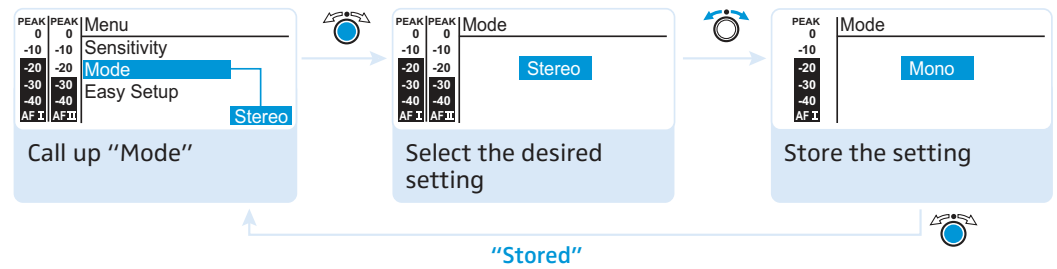 PEAK PEAK Menu
0 0
-10 -10 Sensitivity
-20 -20 Mode
-30 -30 Easy Setup
-40 -40
AF I AF II Stereo
Call up "Mode"
PEAK PEAK Mode
0 0
-10 -10
-20 -20 Stereo
-30 -30
-40 -40
AF I AF II
Select the desired
setting
PEAK Mode
0
-10
-20 Mono
-30
-40
AF I
Store the setting
"Stored"